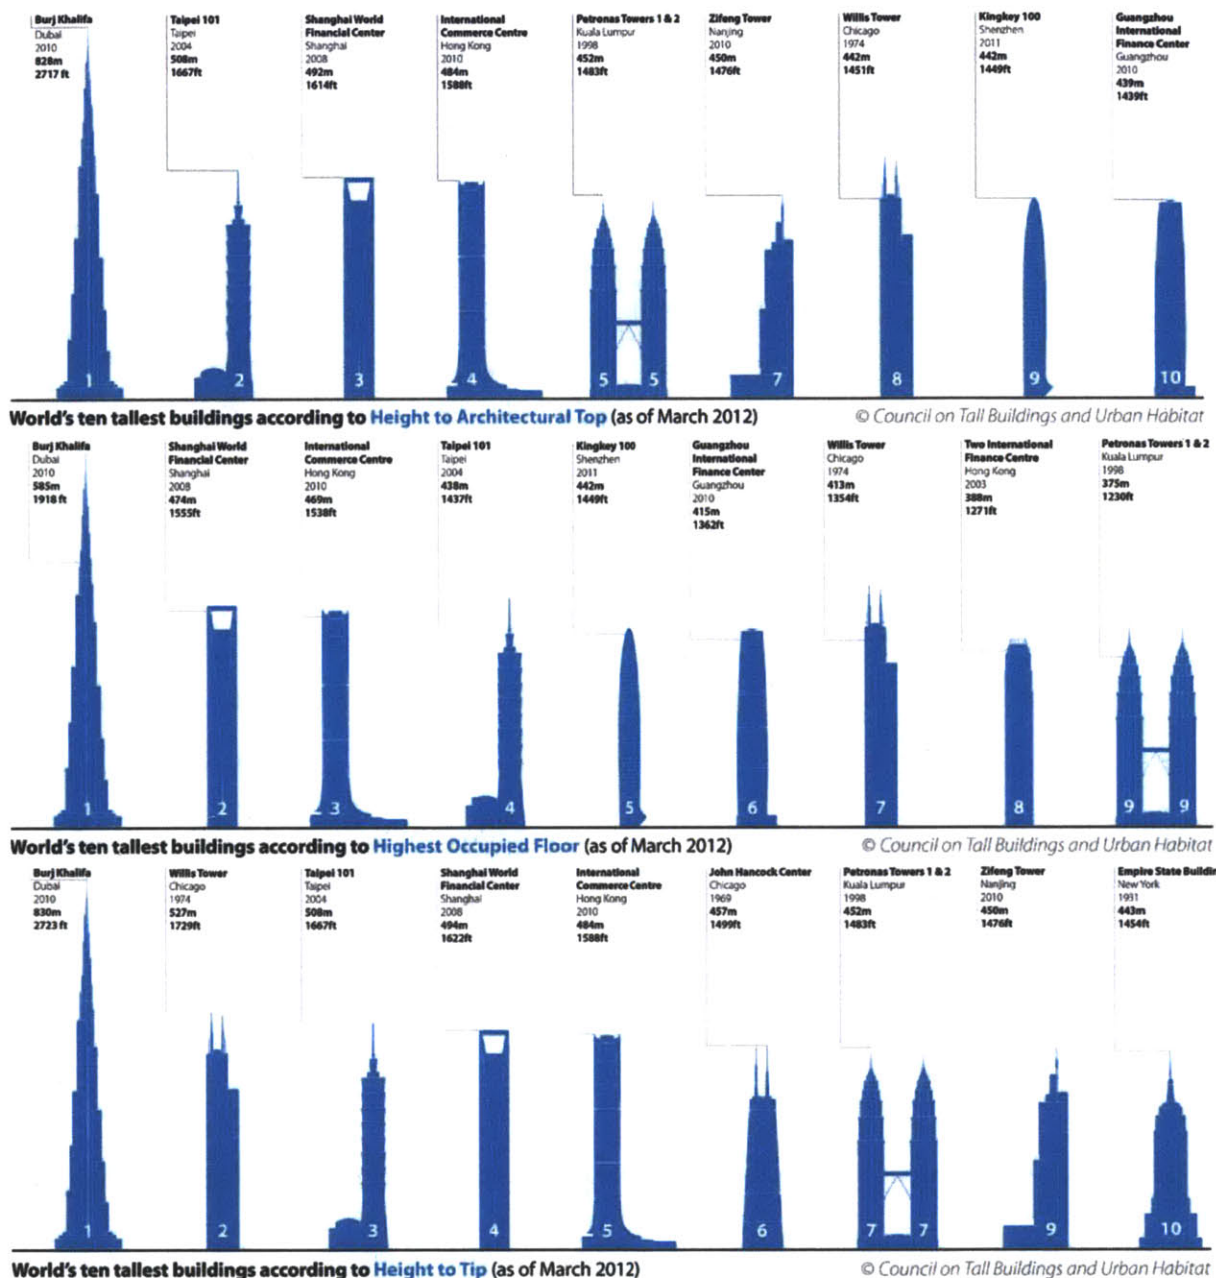 Burj Khalifa
Dubai
2010
828m
2717 ft
Taipei 101
Taipei
2004
508m
1667ft
Shanghai World
Financial Center
Shanghai
2008
492m
1614ft
International
Commerce Centre
Hong Kong
2010
484m
1588ft
Petronas Towers 1 & 2
Kuala Lumpur
1998
452m
1483ft
Zifeng Tower
Nanjing
2010
450m
1476ft
Willis Tower
Chicago
1974
442m
1451ft
Kingkey 100
Shenzhen
2011
442m
1449ft
Guangzhou
International
Finance Center
Guangzhou
2010
439m
1439ft
1
2
3
4
5
5
7
8
9
10
World's ten tallest buildings according to Height to Architectural Top (as of March 2012)
© Council on Tall Buildings and Urban Habitat
Burj Khalifa
Dubai
2010
585m
1918 ft
Shanghai World
Financial Center
Shanghai
2008
474m
1555ft
International
Commerce Centre
Hong Kong
2010
469m
1538ft
Taipei 101
Taipei
2004
438m
1437ft
Kingkey 100
Shenzhen
2011
442m
1449ft
Guangzhou
International
Finance Center
Guangzhou
2010
415m
1362ft
Willis Tower
Chicago
1974
413m
1354ft
Two International
Finance Centre
Hong Kong
2003
388m
1271ft
Petronas Towers 1 & 2
Kuala Lumpur
1998
375m
1230ft
1
2
3
4
5
6
7
8
9
9
World's ten tallest buildings according to Highest Occupied Floor (as of March 2012)
© Council on Tall Buildings and Urban Habitat
Burj Khalifa
Dubai
2010
830m
2723 ft
Willis Tower
Chicago
1974
527m
1729ft
Taipei 101
Taipei
2004
508m
1667ft
Shanghai World
Financial Center
Shanghai
2008
494m
1622ft
International
Commerce Centre
Hong Kong
2010
484m
1588ft
John Hancock Center
Chicago
1969
457m
1499ft
Petronas Towers 1 & 2
Kuala Lumpur
1998
452m
1483ft
Zifeng Tower
Nanjing
2010
450m
1476ft
Empire State Buildin
New York
1931
443m
1454ft
1
2
3
4
5
6
7
7
9
10
World's ten tallest buildings according to Height to Tip (as of March 2012)
© Council on Tall Buildings and Urban Habitat